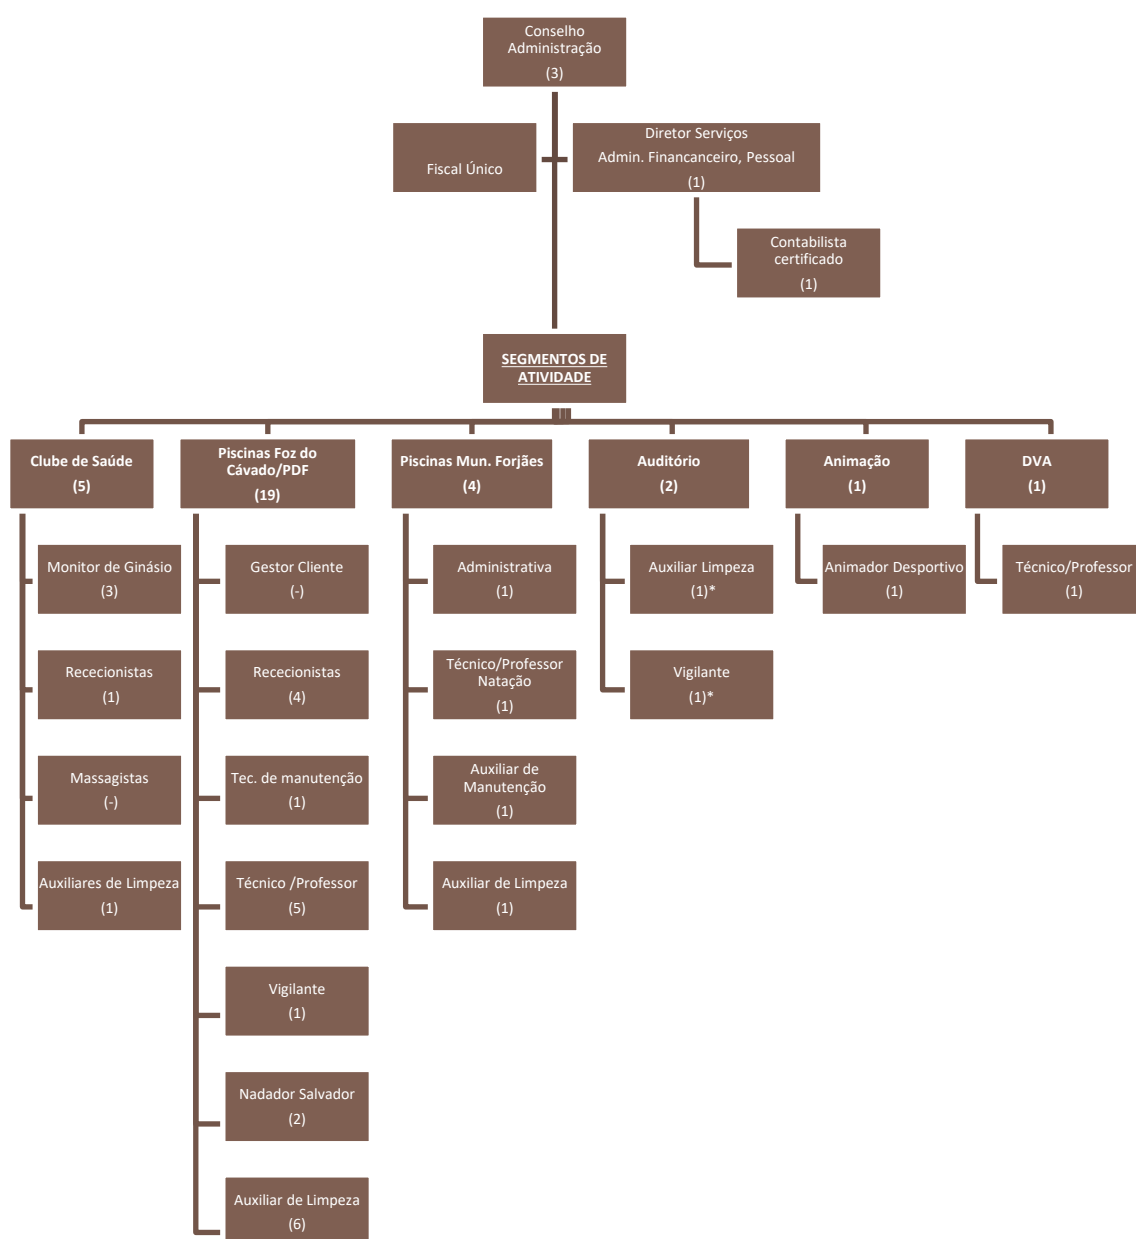 Conselho
Administração
(3)
Fiscal Único
Diretor Serviços
Admin. Financanceiro, Pessoal
(1)
Contabilista
certificado
(1)
SEGMENTOS DE
ATIVIDADE
Clube de Saúde
(5)
Monitor de Ginásio
(3)
Rececionistas
(1)
Massagistas
(-)
Auxiliares de Limpeza
(1)
Piscinas Foz do
Cávado/PDF
(19)
Gestor Cliente
(-)
Rececionistas
(4)
Tec. de manutenção
(1)
Técnico /Professor
(5)
Vigilante
(1)
Nadador Salvador
(2)
Auxiliar de Limpeza
(6)
Piscinas Mun. Forjães
(4)
Administrativa
(1)
Técnico/Professor
Natação
(1)
Auxiliar de
Manutenção
(1)
Auxiliar de Limpeza
(1)
Auditório
(2)
Auxiliar Limpeza
(1)*
Vigilante
(1)*
Animação
(1)
Animador Desportivo
(1)
DVA
(1)
Técnico/Professor
(1)